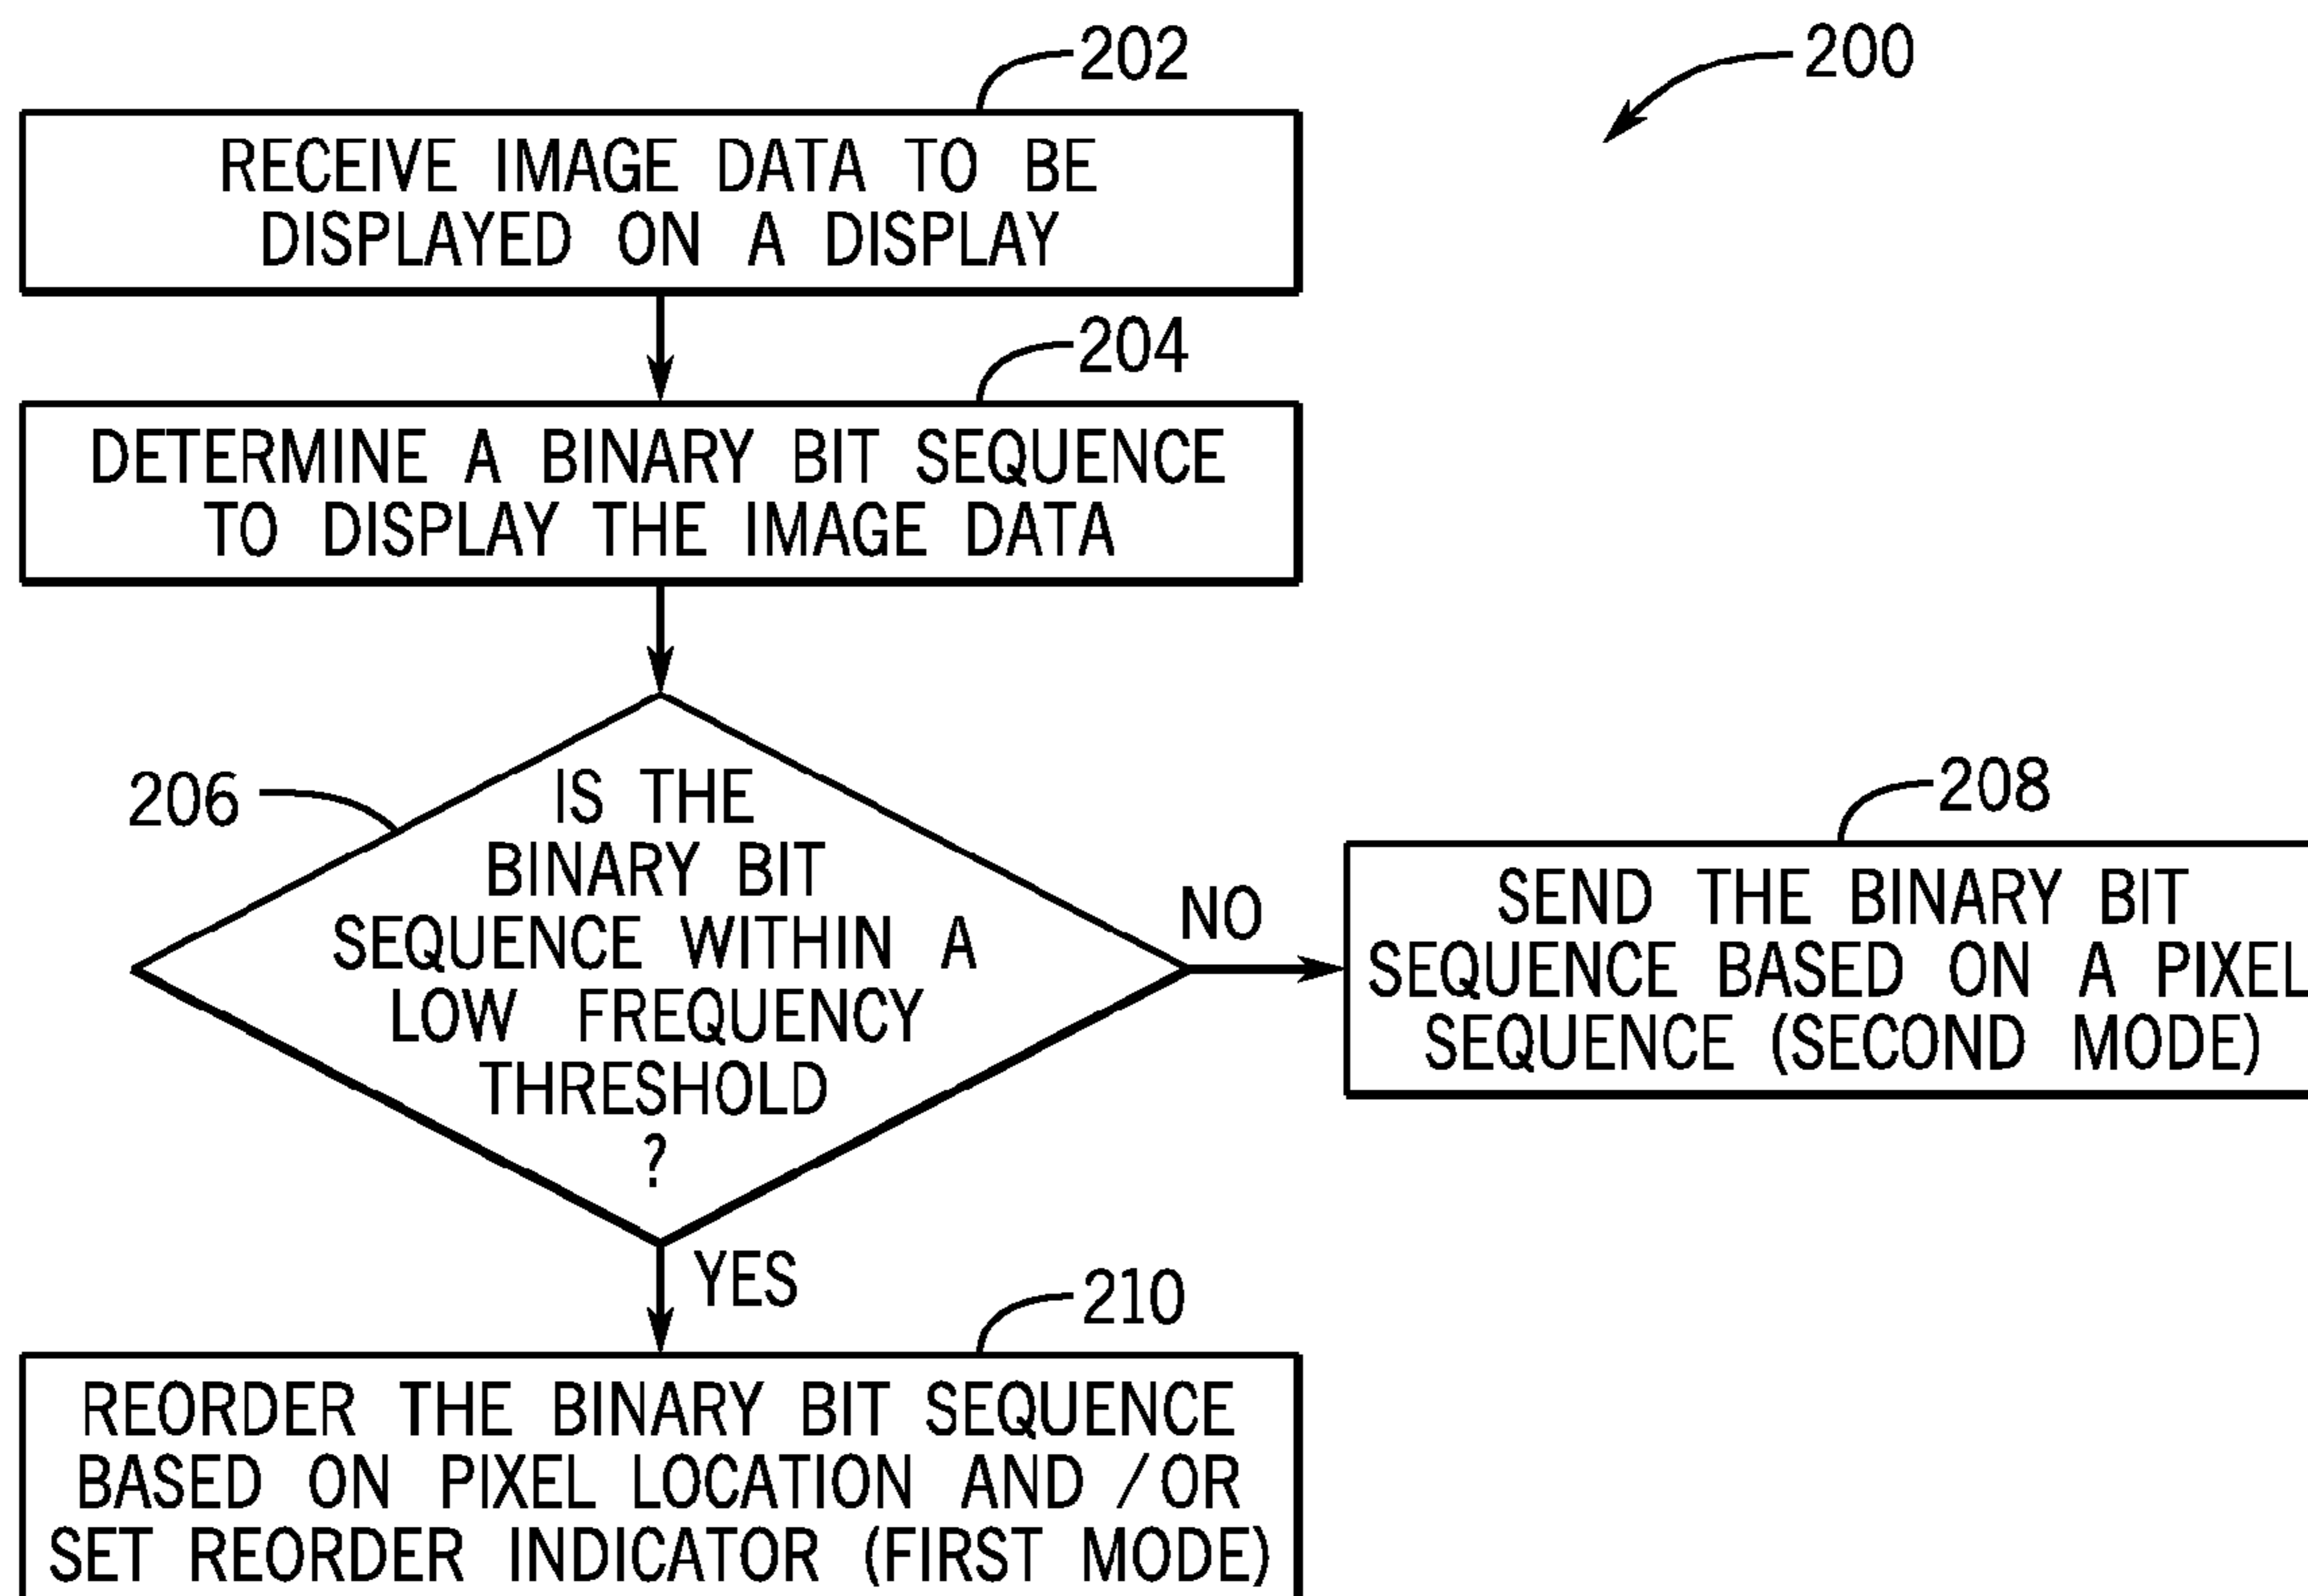 202
200
RECEIVE IMAGE DATA TO BE
DISPLAYED ON A DISPLAY
204
DETERMINE A BINARY BIT SEQUENCE
TO DISPLAY THE IMAGE DATA
206
IS THE
BINARY BIT
SEQUENCE WITHIN A
LOW FREQUENCY
THRESHOLD
?
NO
208
SEND THE BINARY BIT
SEQUENCE BASED ON A PIXEL
SEQUENCE (SECOND MODE)
YES
210
REORDER THE BINARY BIT SEQUENCE
BASED ON PIXEL LOCATION AND /OR
SET REORDER INDICATOR (FIRST MODE)